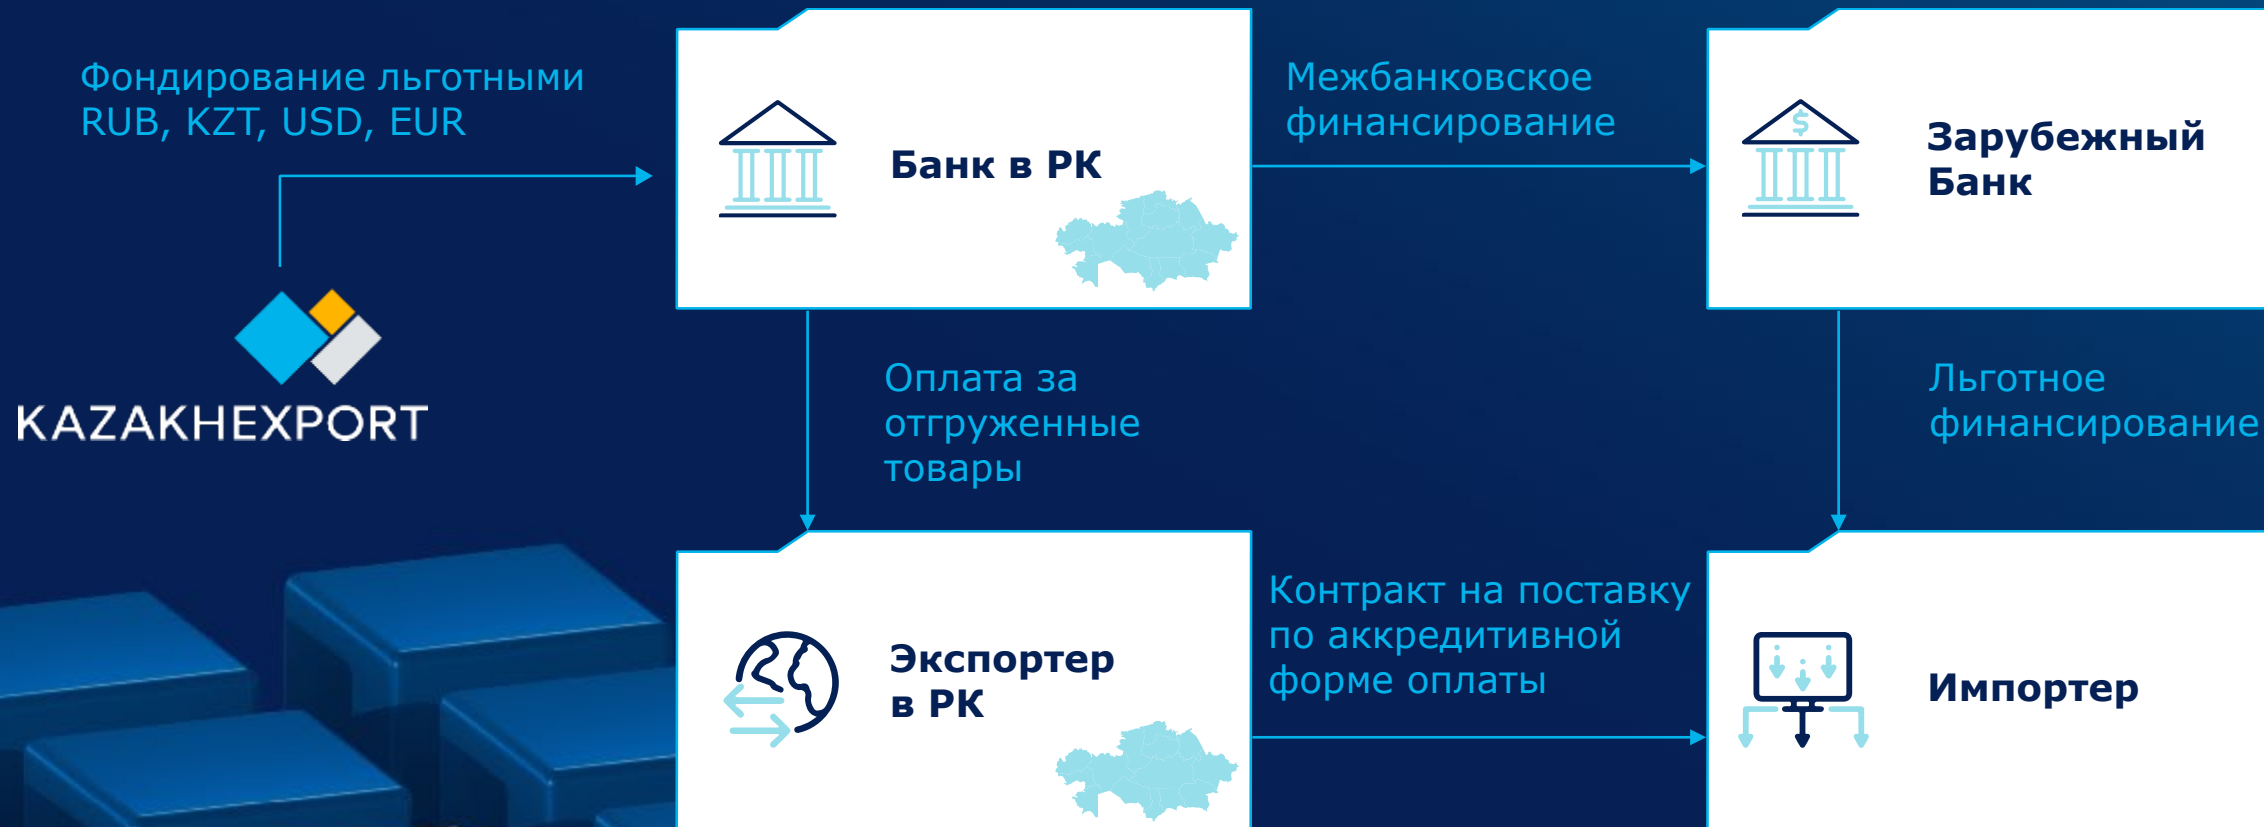 Фондирование льготными
RUB, KZT, USD, EUR
KAZAKHEXPORT
Банк в РК
Межбанковское
финансирование
$
Зарубежный
Банк
Оплата за
отгруженные
товары
Льготное
финансирование
Экспортер
в РК
Контракт на поставку
по аккредитивной
форме оплаты
Импортер